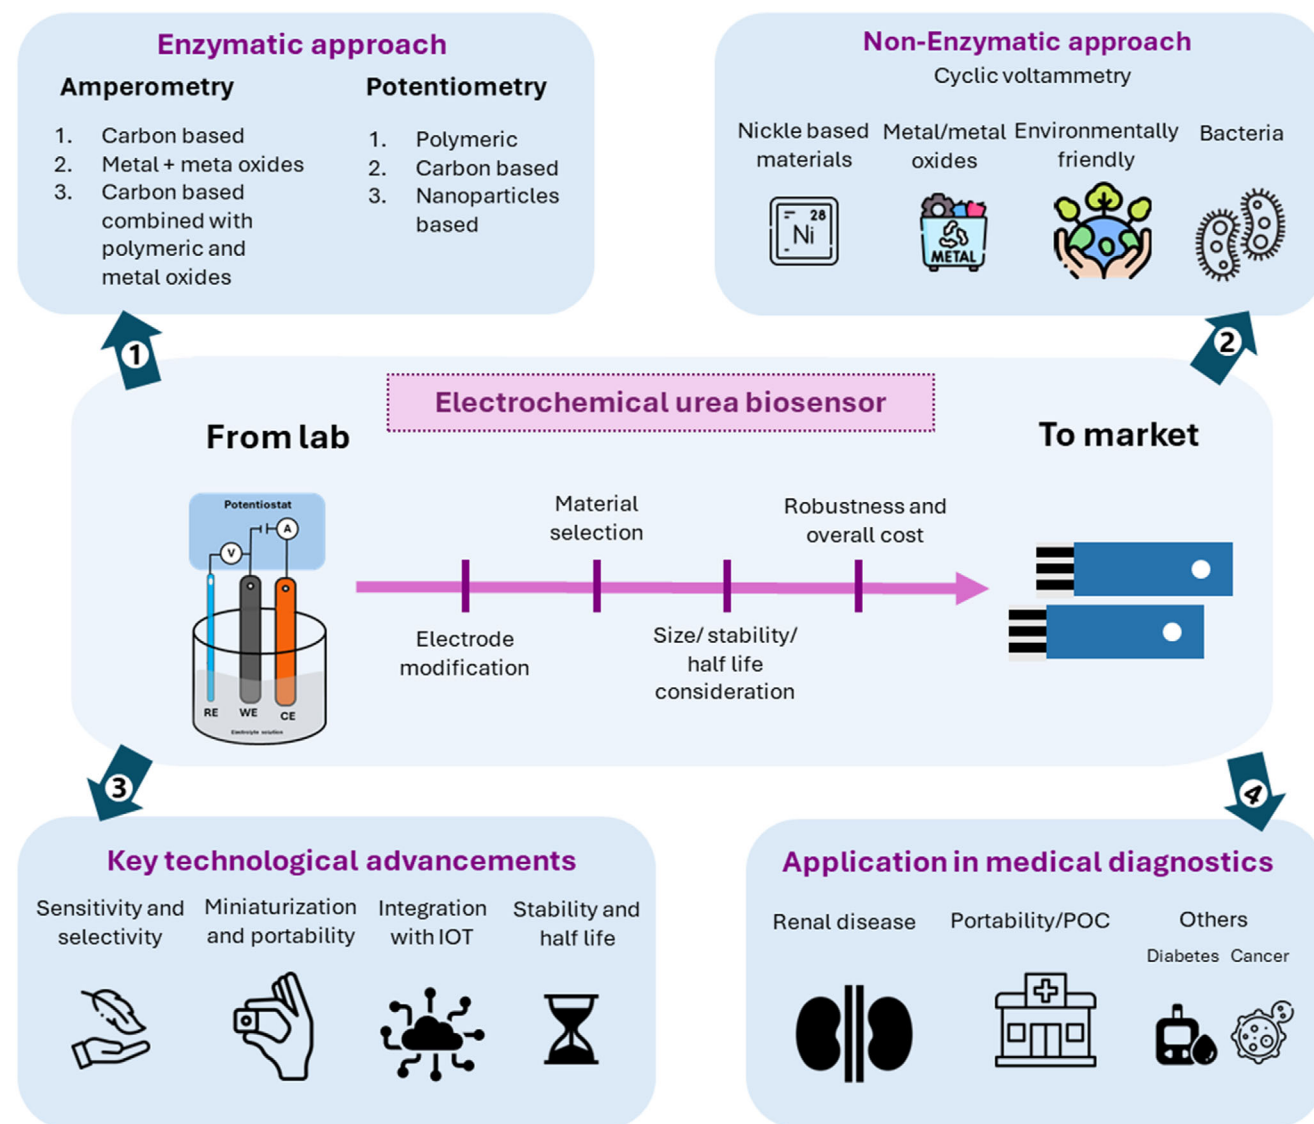 Enzymatic approach
Amperometry
1. Carbon based
2. Metal + meta oxides
3. Carbon based
combined with
polymeric and
metal oxides
Potentiometry
1. Polymeric
2. Carbon based
3. Nanoparticles
based
Non-Enzymatic approach
Cyclic voltammetry
Nickle based
materials
Metal/metal
oxides
Environmentally
friendly
Bacteria
28
Ni
METAL
1
2
Electrochemical urea biosensor
From lab
To market
Potentiostat
A
V
RE
WE
CE
Electrolyte solution
Electrode
modification
Material
selection
Size/ stability/
half life
consideration
Robustness and
overall cost
3
4
Key technological advancements
Sensitivity and
selectivity
Miniaturization
and portability
Integration
with IOT
Stability and
half life
Application in medical diagnostics
Renal disease
Portability/POC
Others
Diabetes
Cancer